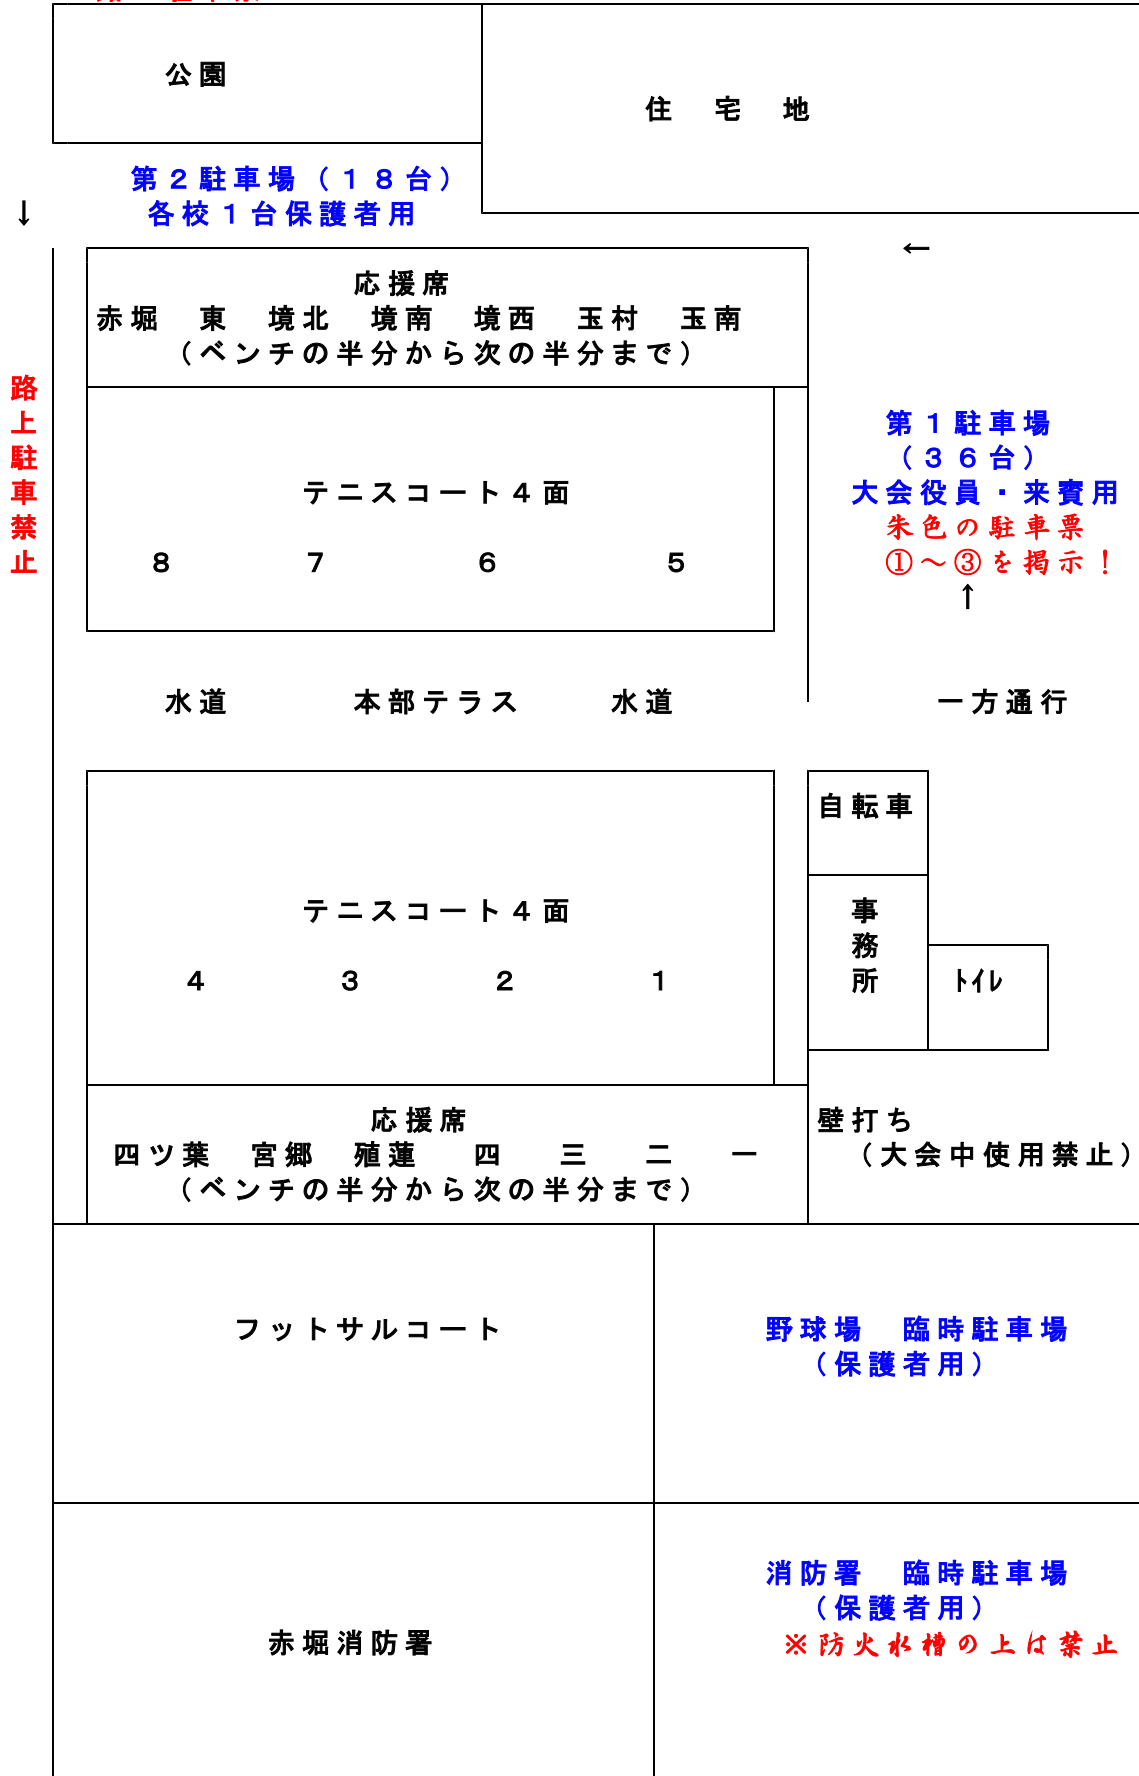 公園
住　宅　地
第２駐車場（１８台）
各校１台保護者用
↓
←
応援席
赤堀　東　境北　境南　境西　玉村　玉南
（ベンチの半分から次の半分まで）
路上駐車禁止
第１駐車場
（３６台）
大会役員・来賓用
朱色の駐車票
①～③を掲示！
↑
テニスコート４面
８　７　６　５
水道　本部テラス　水道　一方通行
自転車
テニスコート４面
４　３　２　１
事務所
ﾄｲﾚ
応援席
四ツ葉　宮郷　殖蓮　四　三　二　一
（ベンチの半分から次の半分まで）
壁打ち
（大会中使用禁止）
フットサルコート
野球場　臨時駐車場
（保護者用）
赤堀消防署
消防署　臨時駐車場
（保護者用）
※防火水槽の上は禁止